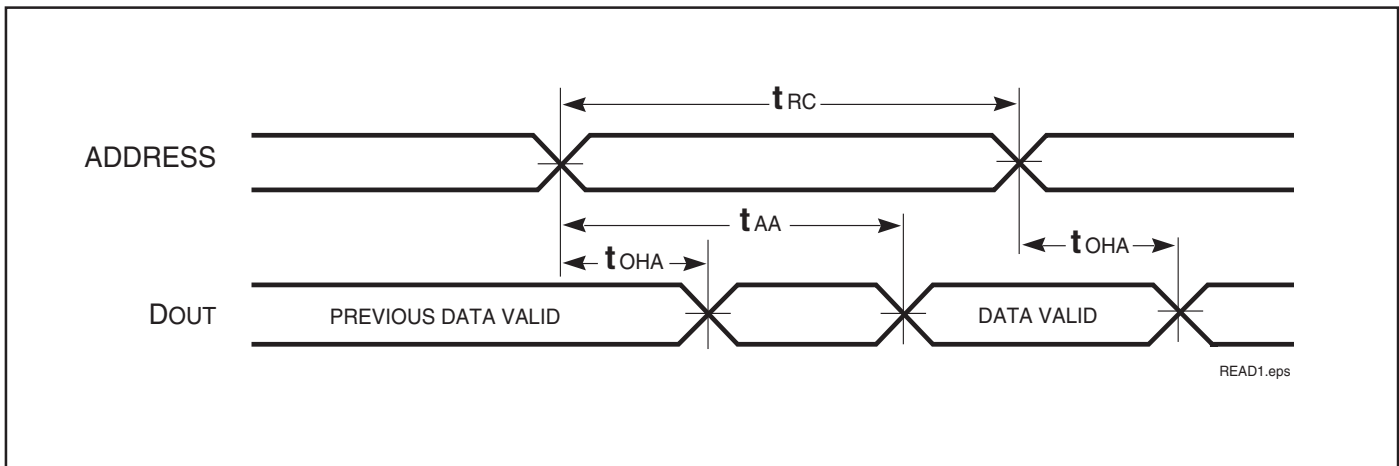 tRC
ADDRESS
tAA
tOHA
tOHA
DOUT
PREVIOUS DATA VALID
DATA VALID
READ1.eps